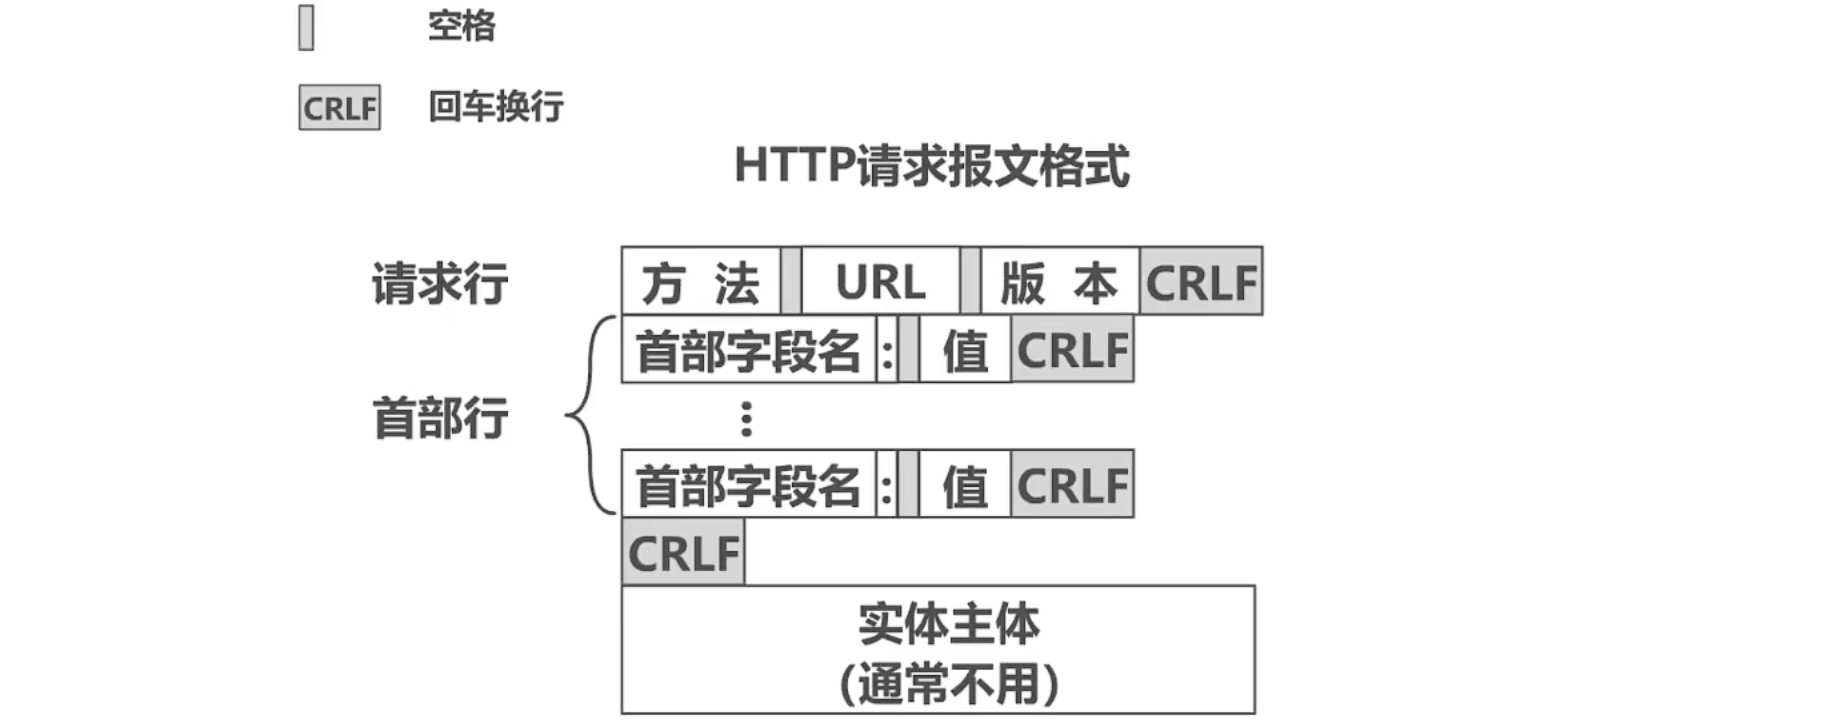 空格
CRLF 回车换行
HTTP请求报文格式
请求行 方 法 URL 版 本 CRLF
首部字段名 : 值 CRLF
首部行 ⋮
首部字段名 : 值 CRLF
CRLF
实体主体
(通常不用)